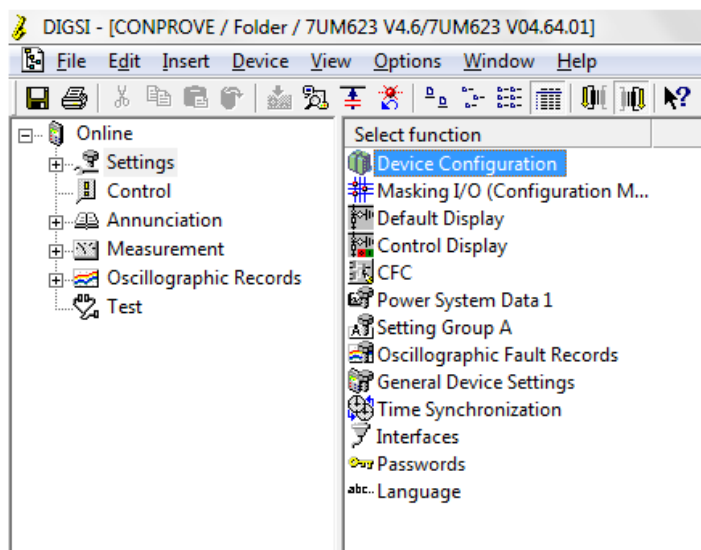 DIGSI - [CONPROVE / Folder / 7UM623 V4.6/7UM623 V04.64.01]
File Edit Insert Device View Options Window Help
Online
Settings
Control
Annunciation
Measurement
Oscillographic Records
Test
Select function
Device Configuration
Masking I/O (Configuration M...
Default Display
Control Display
CFC
Power System Data 1
Setting Group A
Oscillographic Fault Records
General Device Settings
Time Synchronization
Interfaces
Passwords
abc.. Language